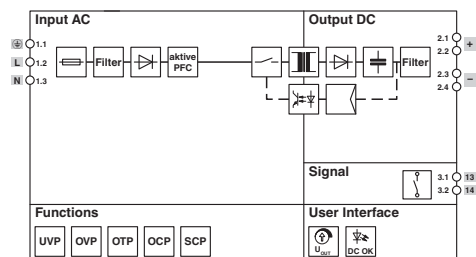 Input AC
Output DC
1.1
L 1.2
N 1.3
Filter
aktive
PFC
Filter
2.1
2.2
+
2.3
2.4
–
Signal
3.1 13
3.2 14
Functions
UVP OVP OTP OCP SCP
User Interface
UOUT
DC OK